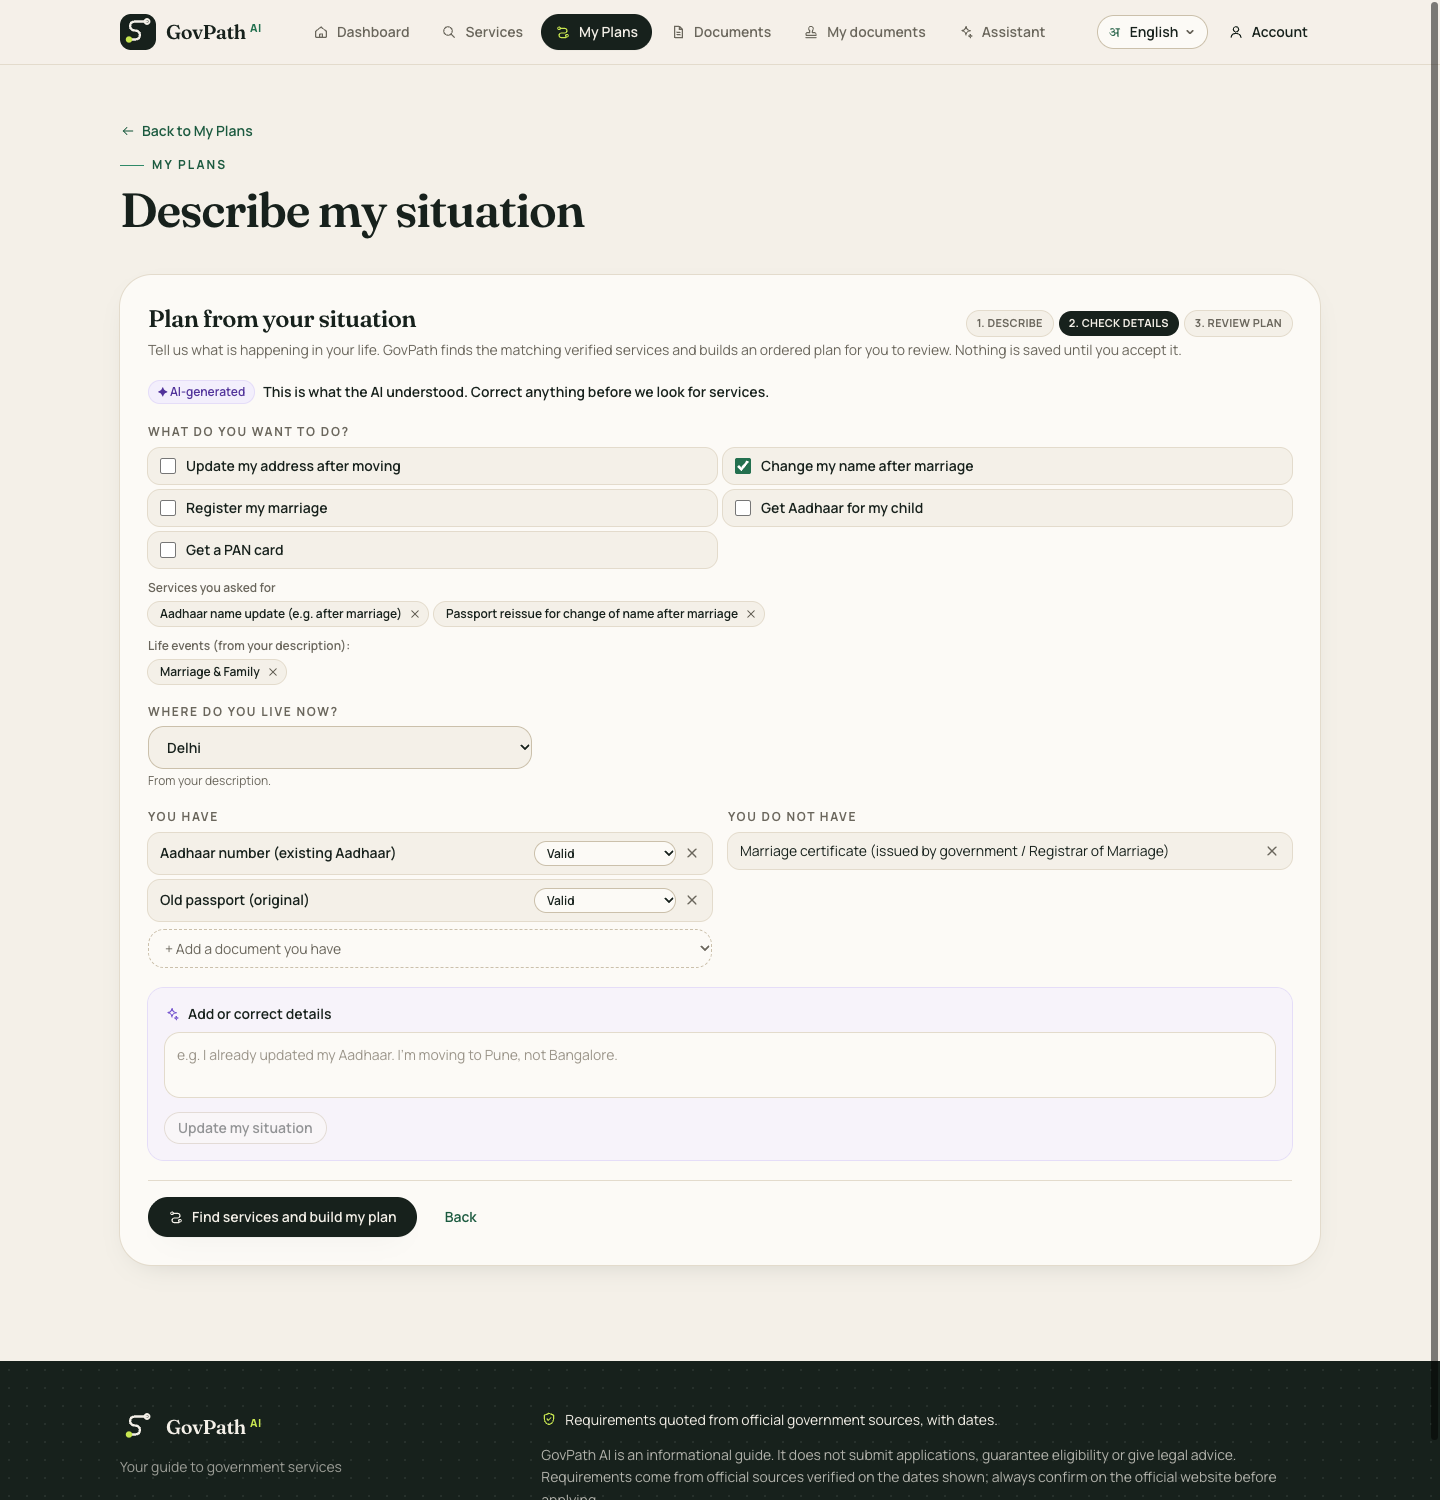 GovPath AI
Dashboard
Services
My Plans
Documents
My documents
Assistant
अ English
Account
Back to My Plans
MY PLANS
Describe my situation
Plan from your situation
1. DESCRIBE
2. CHECK DETAILS
3. REVIEW PLAN
Tell us what is happening in your life. GovPath finds the matching verified services and builds an ordered plan for you to review. Nothing is saved until you accept it.
AI-generated
This is what the AI understood. Correct anything before we look for services.
WHAT DO YOU WANT TO DO?
Update my address after moving
Change my name after marriage
Register my marriage
Get Aadhaar for my child
Get a PAN card
Services you asked for
Aadhaar name update (e.g. after marriage) ×
Passport reissue for change of name after marriage ×
Life events (from your description):
Marriage & Family ×
WHERE DO YOU LIVE NOW?
Delhi
From your description.
YOU HAVE
YOU DO NOT HAVE
Aadhaar number (existing Aadhaar)
Valid
×
Marriage certificate (issued by government / Registrar of Marriage)
×
Old passport (original)
Valid
×
+ Add a document you have
Add or correct details
e.g. I already updated my Aadhaar. I'm moving to Pune, not Bangalore.
Update my situation
Find services and build my plan
Back
GovPath AI
Your guide to government services
Requirements quoted from official government sources, with dates.
GovPath AI is an informational guide. It does not submit applications, guarantee eligibility or give legal advice.
Requirements come from official sources verified on the dates shown; always confirm on the official website before
applying.